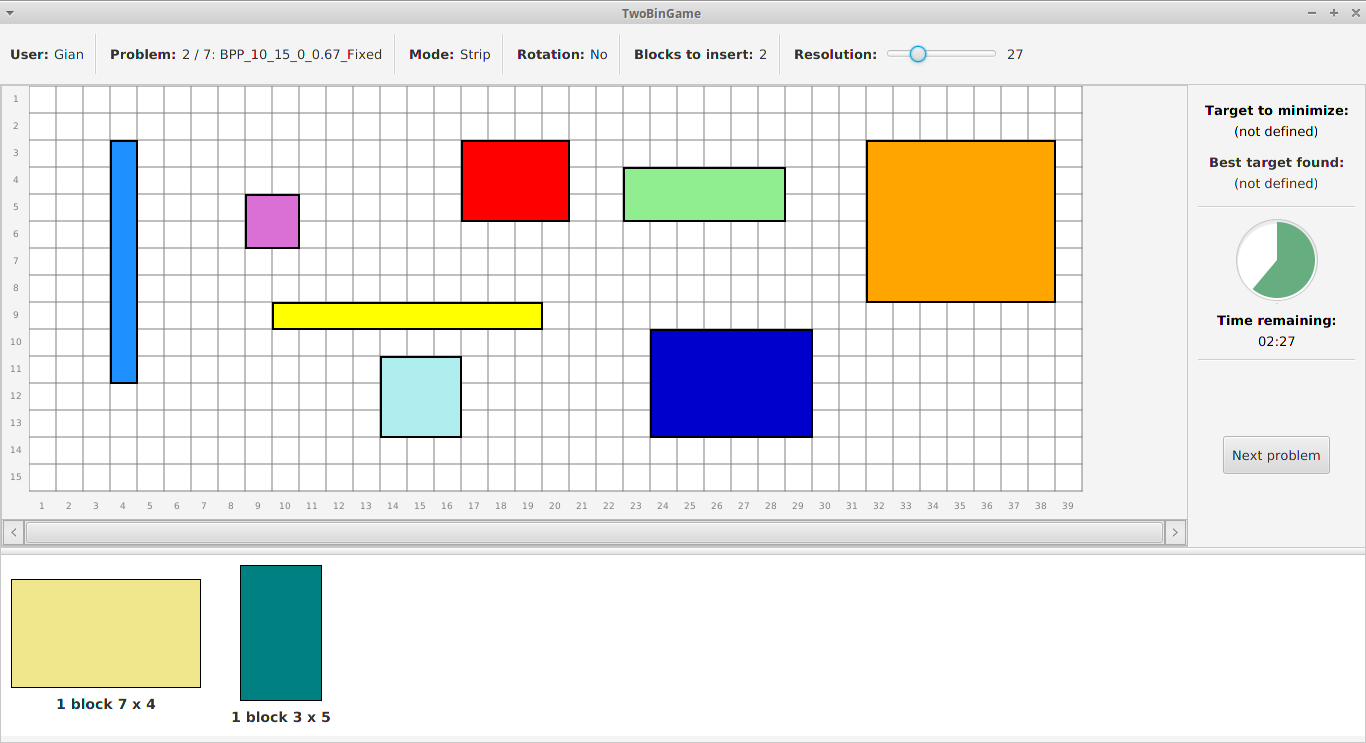 TwoBinGame
User: Gian Problem: 2 / 7: BPP_10_15_0_0.67_Fixed Mode: Strip Rotation: No Blocks to insert: 2 Resolution: 27
1
2
3
4
5
6
7
8
9
10
11
12
13
14
15
1 2 3 4 5 6 7 8 9 10 11 12 13 14 15 16 17 18 19 20 21 22 23 24 25 26 27 28 29 30 31 32 33 34 35 36 37 38 39
Target to minimize:
(not defined)
Best target found:
(not defined)
Time remaining:
02:27
Next problem
1 block 7 x 4
1 block 3 x 5